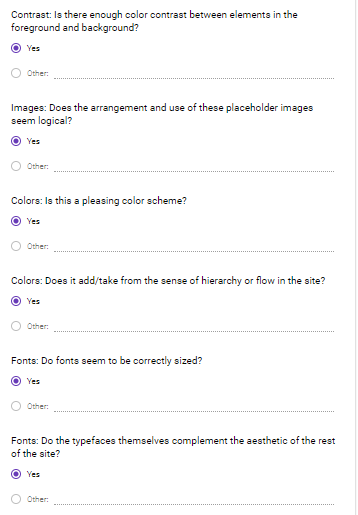 Contrast: Is there enough color contrast between elements in the
foreground and background?
Yes
Other:
Images: Does the arrangement and use of these placeholder images
seem logical?
Yes
Other:
Colors: Is this a pleasing color scheme?
Yes
Other:
Colors: Does it add/take from the sense of hierarchy or flow in the site?
Yes
Other:
Fonts: Do fonts seem to be correctly sized?
Yes
Other:
Fonts: Do the typefaces themselves complement the aesthetic of the rest
of the site?
Yes
Other: